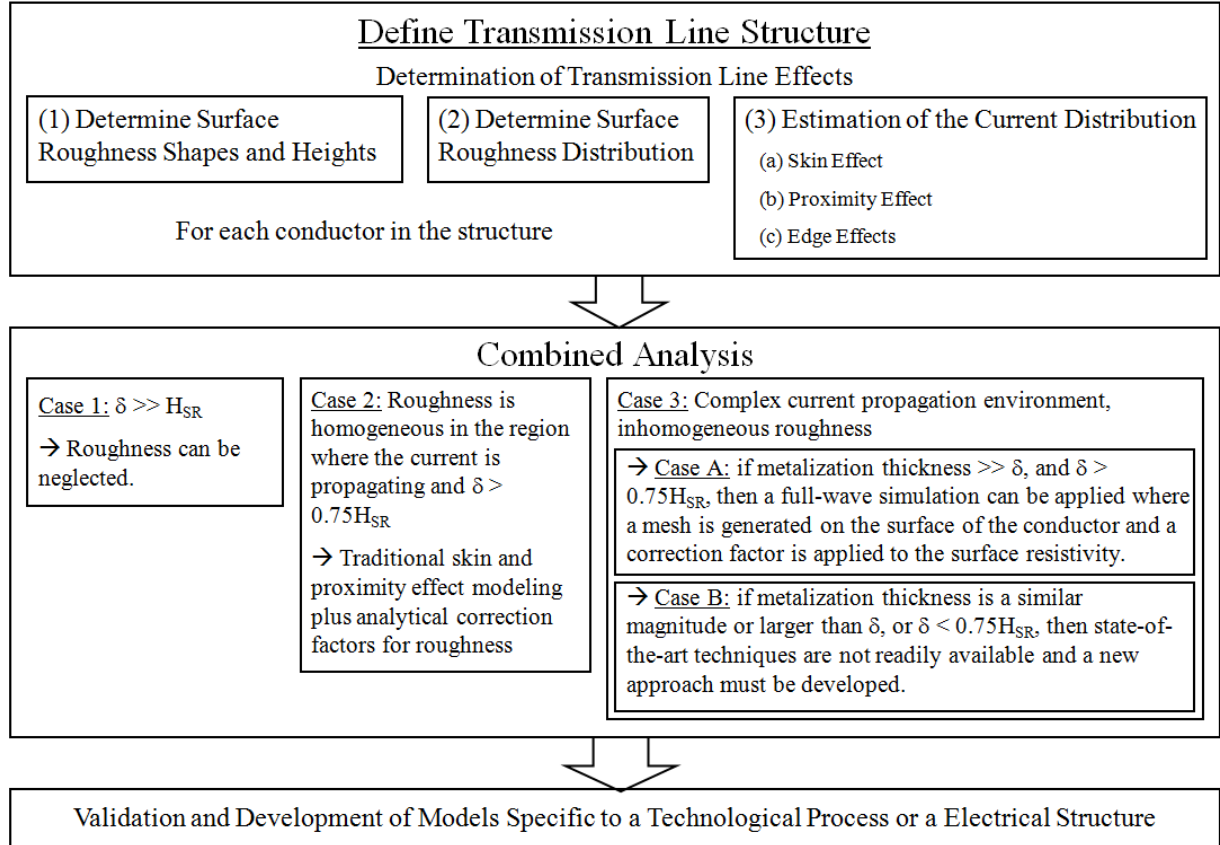 Define Transmission Line Structure
Determination of Transmission Line Effects
(1) Determine Surface
Roughness Shapes and Heights
(2) Determine Surface
Roughness Distribution
(3) Estimation of the Current Distribution
(a) Skin Effect
(b) Proximity Effect
(c) Edge Effects
For each conductor in the structure
Combined Analysis
Case 1: δ >> H_SR
→ Roughness can be
neglected.
Case 2: Roughness is
homogeneous in the region
where the current is
propagating and δ >
0.75H_SR
→ Traditional skin and
proximity effect modeling
plus analytical correction
factors for roughness
Case 3: Complex current propagation environment,
inhomogeneous roughness
→ Case A: if metalization thickness >> δ, and δ >
0.75H_SR, then a full-wave simulation can be applied where
a mesh is generated on the surface of the conductor and a
correction factor is applied to the surface resistivity.
→ Case B: if metalization thickness is a similar
magnitude or larger than δ, or δ < 0.75H_SR, then state-of-
the-art techniques are not readily available and a new
approach must be developed.
Validation and Development of Models Specific to a Technological Process or a Electrical Structure